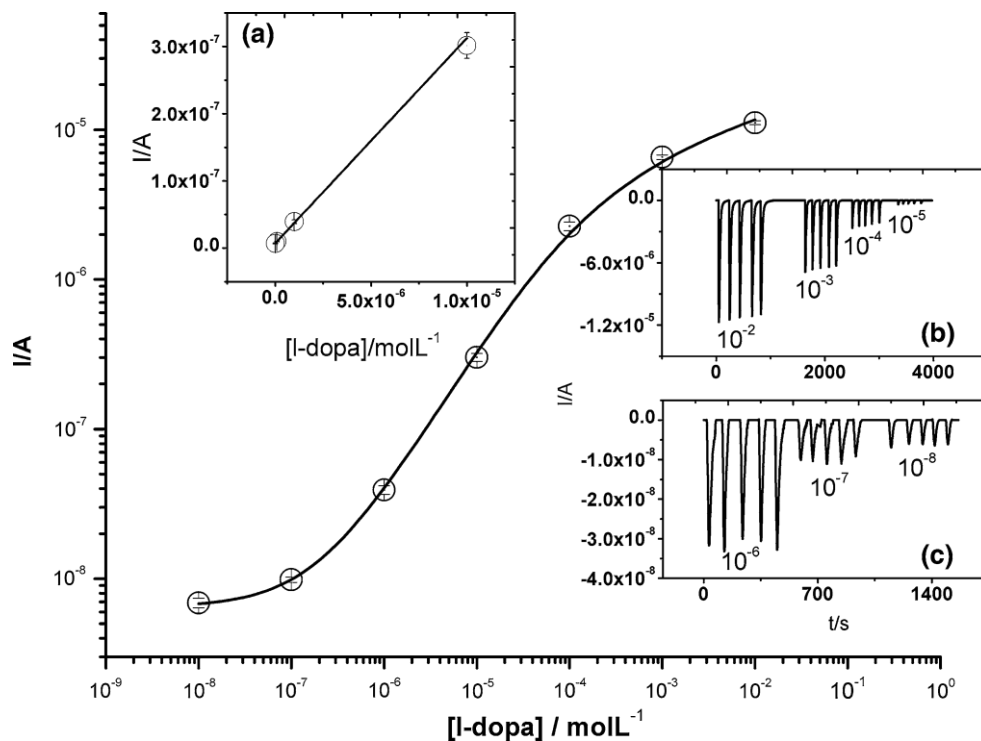 (a)
3.0x10⁻⁷
2.0x10⁻⁷
1.0x10⁻⁷
0.0
I/A
0.0 5.0x10⁻⁶ 1.0x10⁻⁵
[l-dopa]/molL⁻¹
10⁻⁵
10⁻⁶
10⁻⁷
10⁻⁸
I/A
0.0
-6.0x10⁻⁶
-1.2x10⁻⁵
10⁻² 10⁻³ 10⁻⁴ 10⁻⁵
(b)
0 2000 4000
I/A
0.0
-1.0x10⁻⁸
-2.0x10⁻⁸
-3.0x10⁻⁸
-4.0x10⁻⁸
10⁻⁶ 10⁻⁷ 10⁻⁸
(c)
0 700 1400
t/s
10⁻⁹ 10⁻⁸ 10⁻⁷ 10⁻⁶ 10⁻⁵ 10⁻⁴ 10⁻³ 10⁻² 10⁻¹ 10⁰
[l-dopa] / molL⁻¹